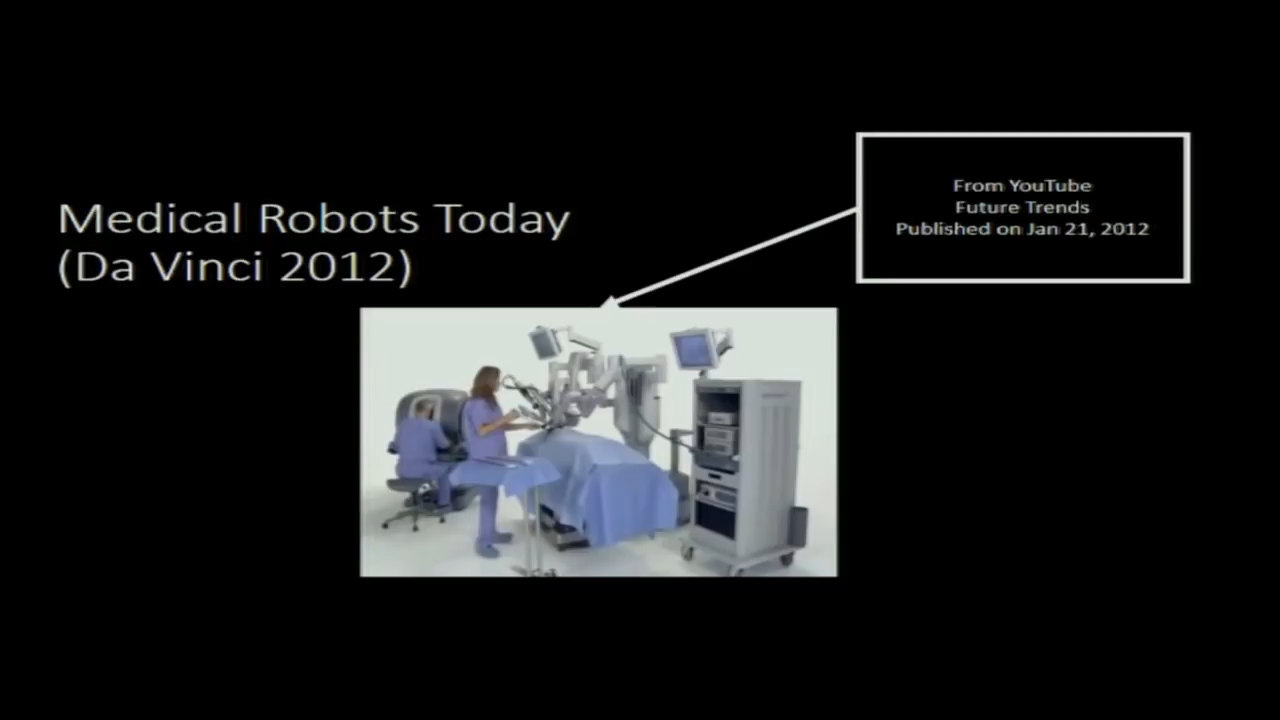 Medical Robots Today
(Da Vinci 2012)
From YouTube
Future Trends
Published on Jan 21, 2012